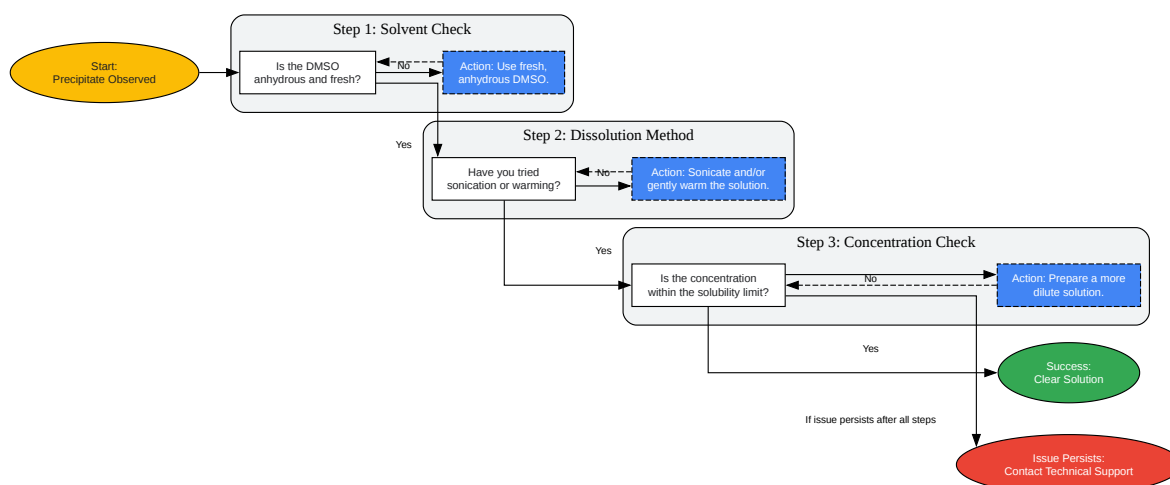 Step 1: Solvent Check
Start:
Precipitate Observed
Is the DMSO
anhydrous and fresh?
No
Action: Use fresh,
anhydrous DMSO.
Yes
Step 2: Dissolution Method
Have you tried
sonication or warming?
No
Action: Sonicate and/or
gently warm the solution.
Yes
Step 3: Concentration Check
Is the concentration
within the solubility limit?
No
Action: Prepare a more
dilute solution.
Yes
Success:
Clear Solution
If issue persists after all steps
Issue Persists:
Contact Technical Support